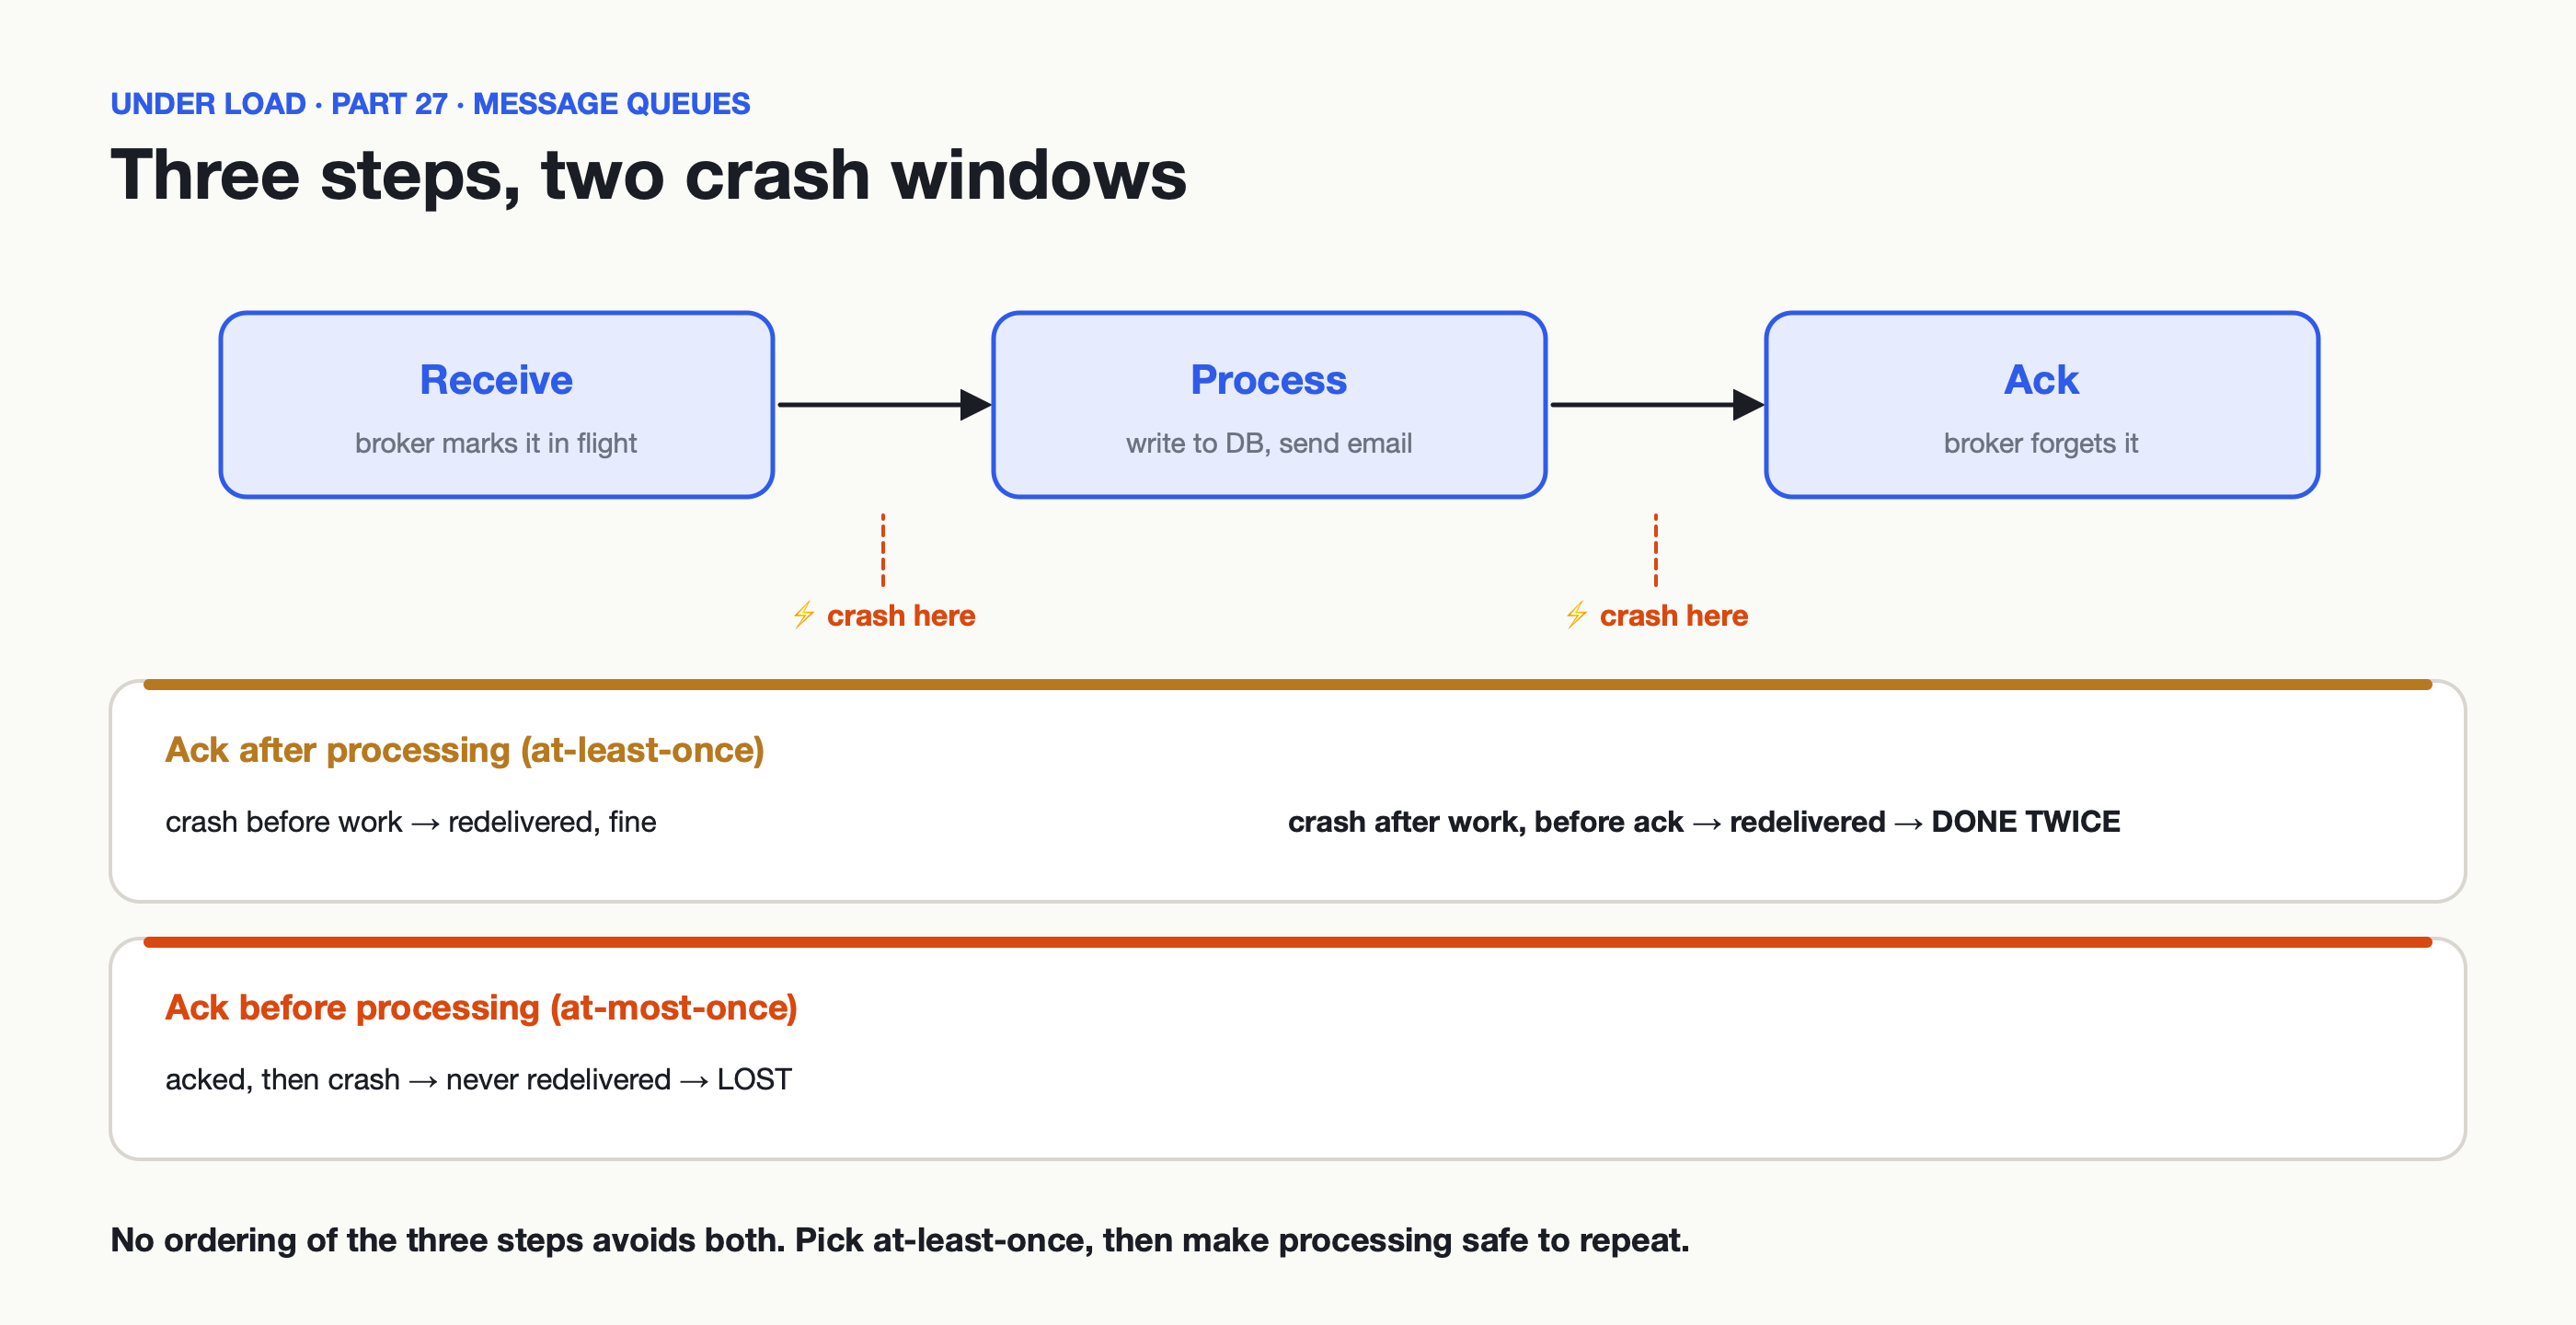 UNDER LOAD · PART 27 · MESSAGE QUEUES
Three steps, two crash windows
Receive
broker marks it in flight
Process
write to DB, send email
Ack
broker forgets it
⚡ crash here
⚡ crash here
Ack after processing (at-least-once)
crash before work → redelivered, fine
crash after work, before ack → redelivered → DONE TWICE
Ack before processing (at-most-once)
acked, then crash → never redelivered → LOST
No ordering of the three steps avoids both. Pick at-least-once, then make processing safe to repeat.